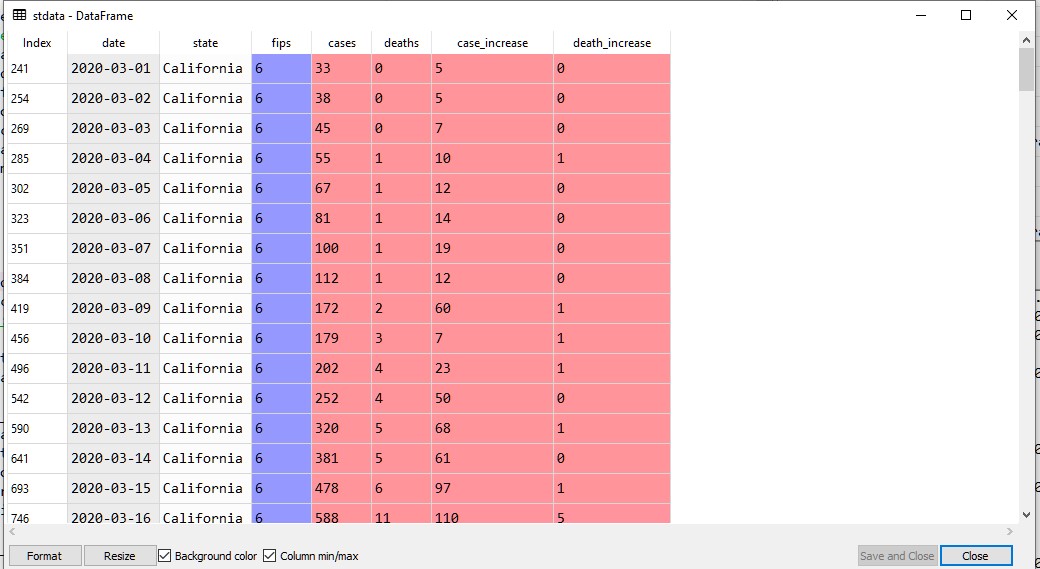 stdata - DataFrame
Index date state fips cases deaths case_increase death_increase
241 2020-03-01 California 6 33 0 5 0
254 2020-03-02 California 6 38 0 5 0
269 2020-03-03 California 6 45 0 7 0
285 2020-03-04 California 6 55 1 10 1
302 2020-03-05 California 6 67 1 12 0
323 2020-03-06 California 6 81 1 14 0
351 2020-03-07 California 6 100 1 19 0
384 2020-03-08 California 6 112 1 12 0
419 2020-03-09 California 6 172 2 60 1
456 2020-03-10 California 6 179 3 7 1
496 2020-03-11 California 6 202 4 23 1
542 2020-03-12 California 6 252 4 50 0
590 2020-03-13 California 6 320 5 68 1
641 2020-03-14 California 6 381 5 61 0
693 2020-03-15 California 6 478 6 97 1
746 2020-03-16 California 6 588 11 110 5
Format Resize Background color Column min/max Save and Close Close